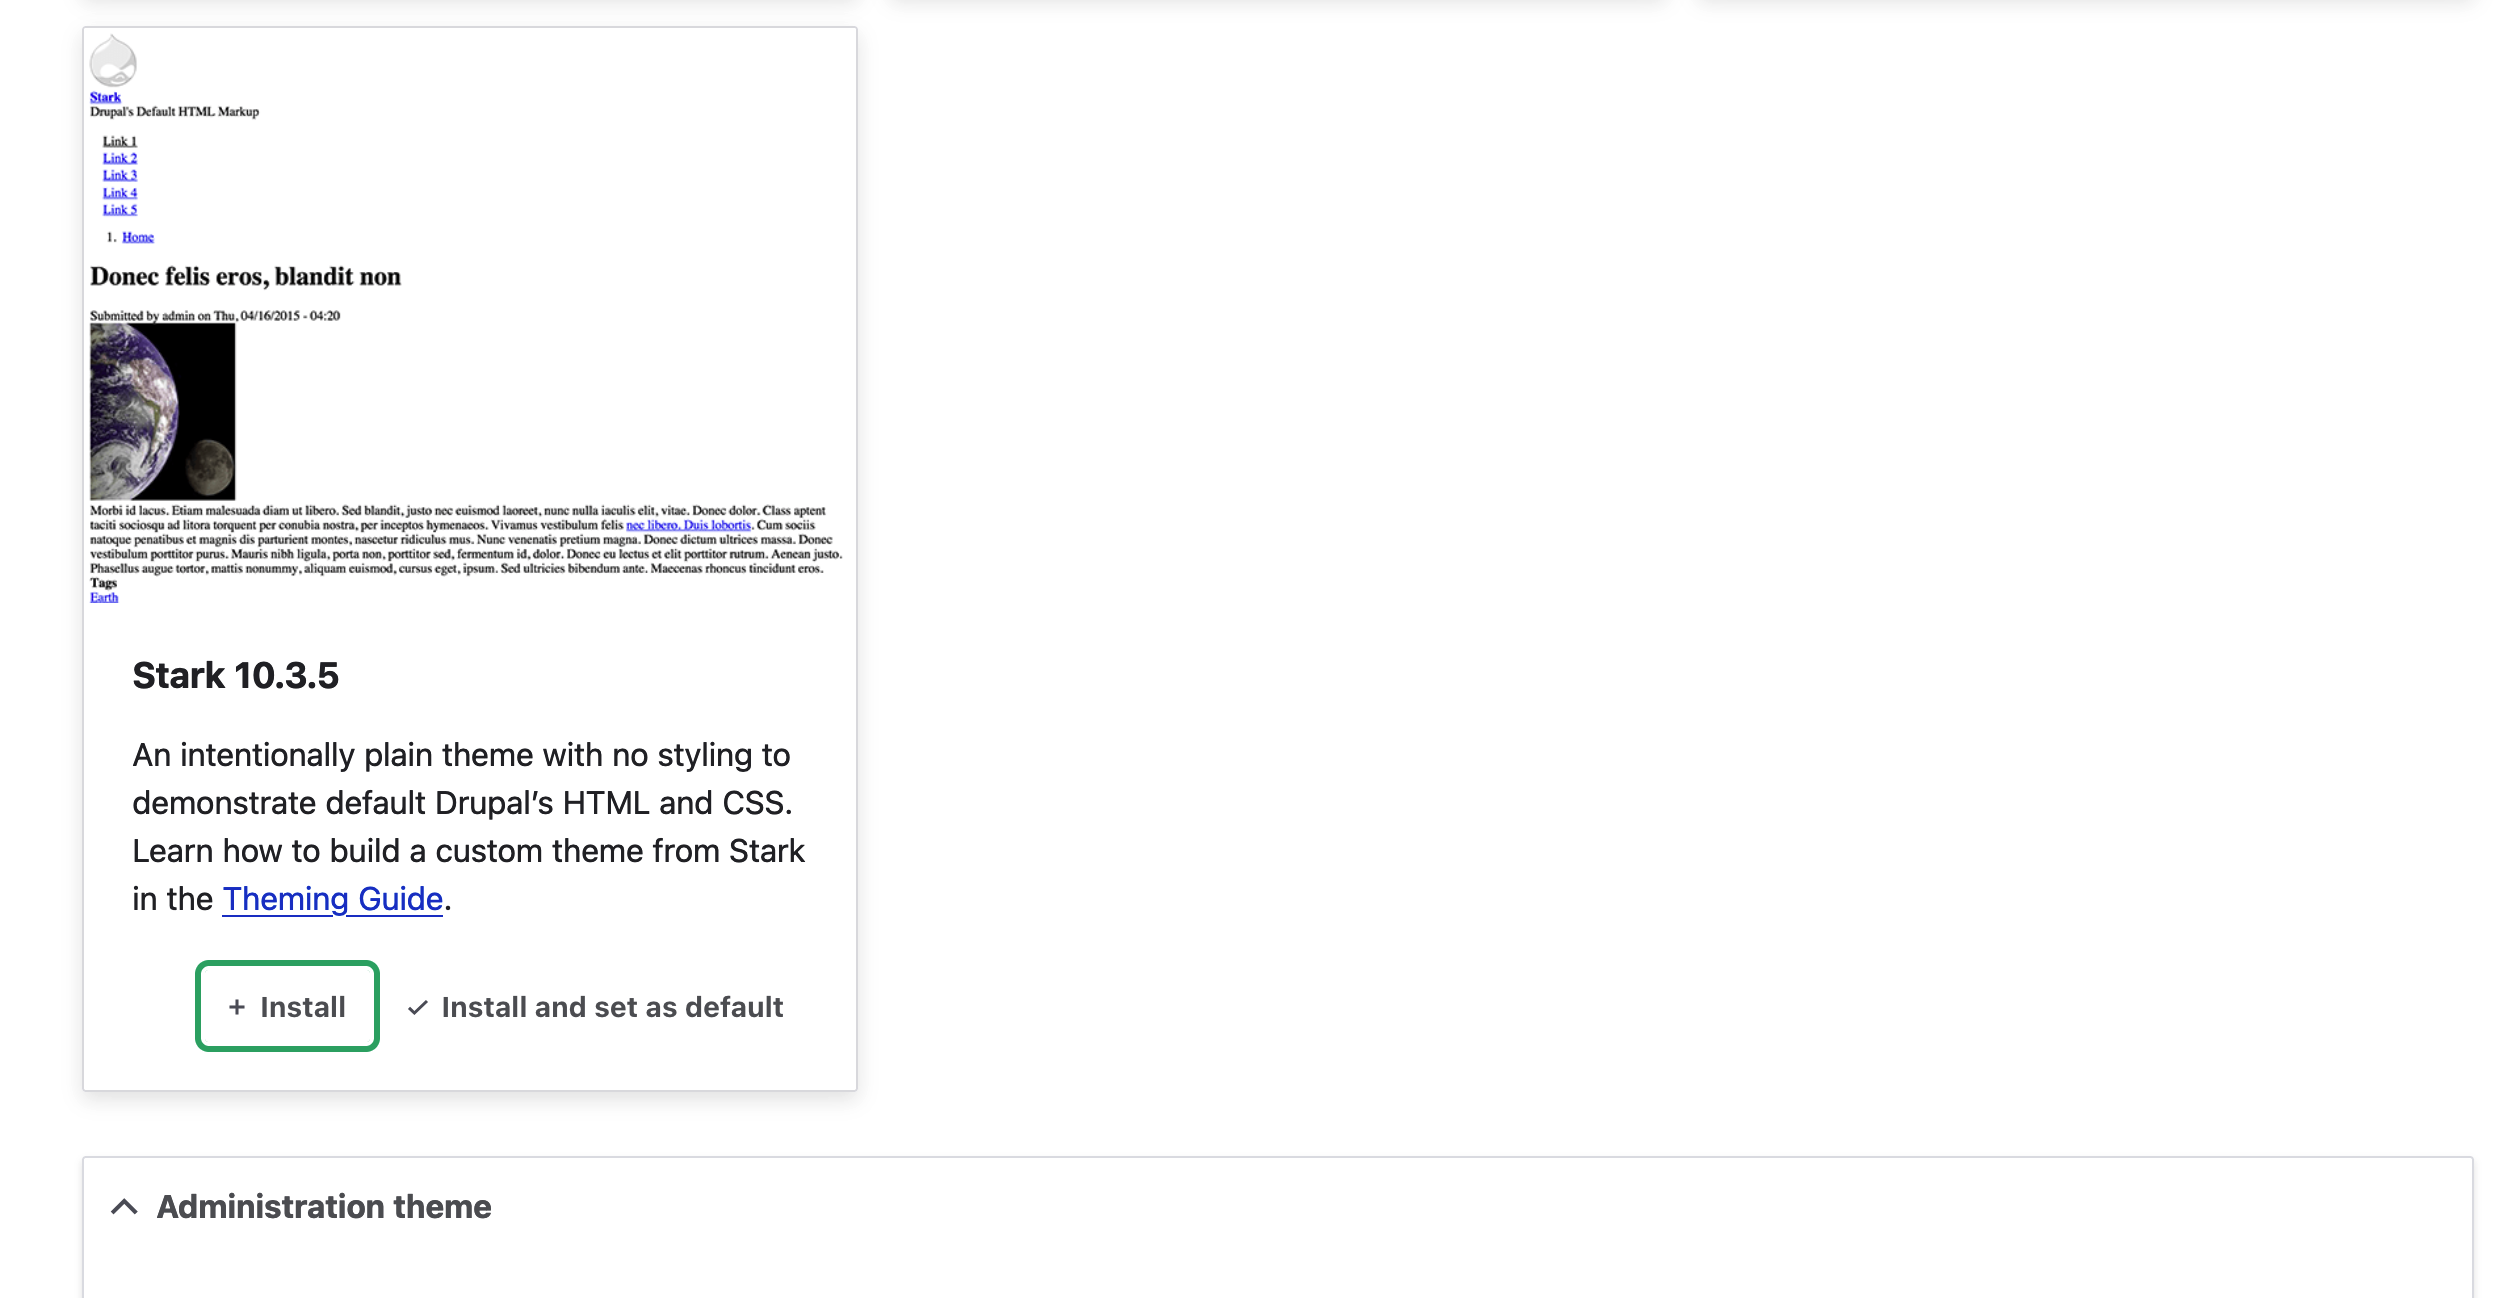 Stark
Drupal's Default HTML Markup
Link 1
Link 2
Link 3
Link 4
Link 5
1. Home
Donec felis eros, blandit non
Submitted by admin on Thu, 04/16/2015 - 04:20
Morbi id lacus. Etiam malesuada diam ut libero. Sed blandit, justo nec euismod laoreet, nunc nulla iaculis elit, vitae. Donec dolor. Class aptent
taciti sociosqu ad litora torquent per conubia nostra, per inceptos hymenaeos. Vivamus vestibulum felis nec libero. Duis lobortis. Cum sociis
natoque penatibus et magnis dis parturient montes, nascetur ridiculus mus. Nunc venenatis pretium magna. Donec dictum ultrices massa. Donec
vestibulum porttitor purus. Mauris nibh ligula, porta non, porttitor sed, fermentum id, dolor. Donec eu lectus et elit porttitor rutrum. Aenean justo.
Phasellus augue tortor, mattis nonummy, aliquam euismod, cursus eget, ipsum. Sed ultricies bibendum ante. Maecenas rhoncus tincidunt eros.
Tags
Earth
Stark 10.3.5
An intentionally plain theme with no styling to
demonstrate default Drupal’s HTML and CSS.
Learn how to build a custom theme from Stark
in the Theming Guide.
+ Install ✓ Install and set as default
Administration theme